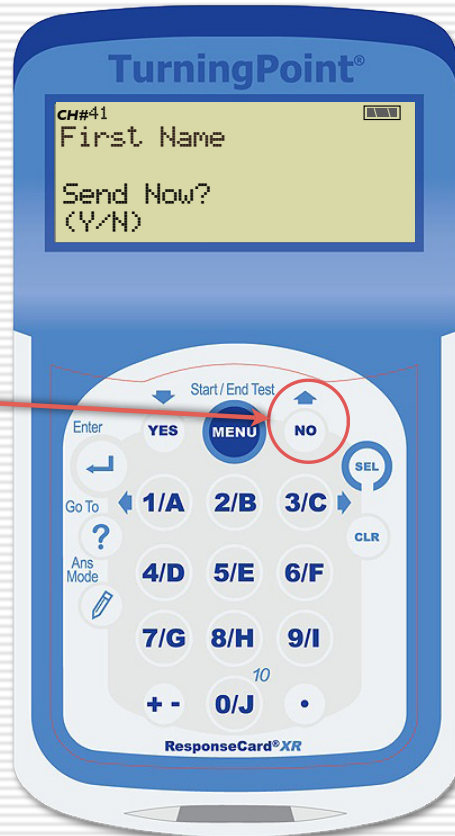 TurningPoint®
CH#41
First Name
Send Now?
(Y/N)
Start / End Test
Enter
YES
MENU
NO
SEL
Go To
1/A
2/B
3/C
?
CLR
Ans
Mode
4/D
5/E
6/F
7/G
8/H
9/I
10
+ -
0/J
•
ResponseCard®XR